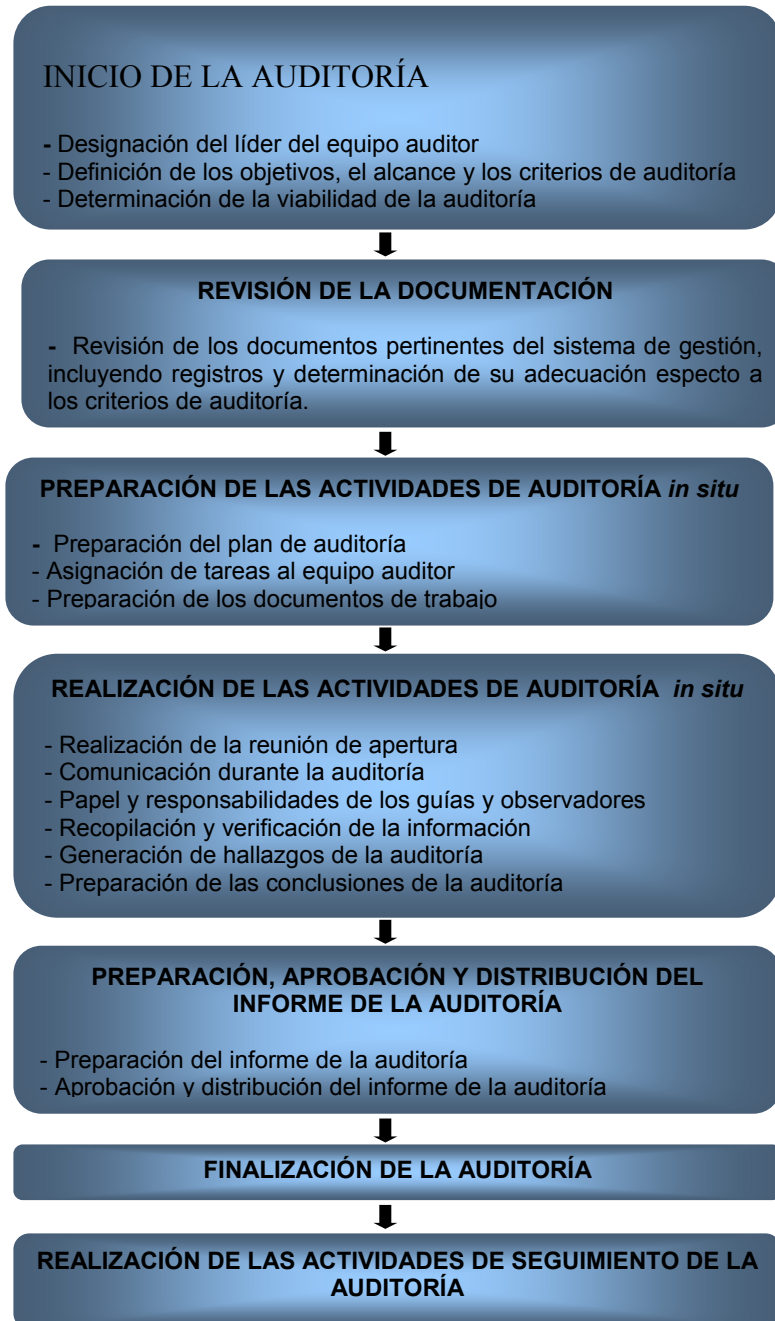 INICIO DE LA AUDITORÍA
- Designación del líder del equipo auditor
- Definición de los objetivos, el alcance y los criterios de auditoría
- Determinación de la viabilidad de la auditoría
REVISIÓN DE LA DOCUMENTACIÓN
- Revisión de los documentos pertinentes del sistema de gestión,
incluyendo registros y determinación de su adecuación especto a
los criterios de auditoría.
PREPARACIÓN DE LAS ACTIVIDADES DE AUDITORÍA in situ
- Preparación del plan de auditoría
- Asignación de tareas al equipo auditor
- Preparación de los documentos de trabajo
REALIZACIÓN DE LAS ACTIVIDADES DE AUDITORÍA in situ
- Realización de la reunión de apertura
- Comunicación durante la auditoría
- Papel y responsabilidades de los guías y observadores
- Recopilación y verificación de la información
- Generación de hallazgos de la auditoría
- Preparación de las conclusiones de la auditoría
PREPARACIÓN, APROBACIÓN Y DISTRIBUCIÓN DEL
INFORME DE LA AUDITORÍA
- Preparación del informe de la auditoría
- Aprobación y distribución del informe de la auditoría
FINALIZACIÓN DE LA AUDITORÍA
REALIZACIÓN DE LAS ACTIVIDADES DE SEGUIMIENTO DE LA
AUDITORÍA